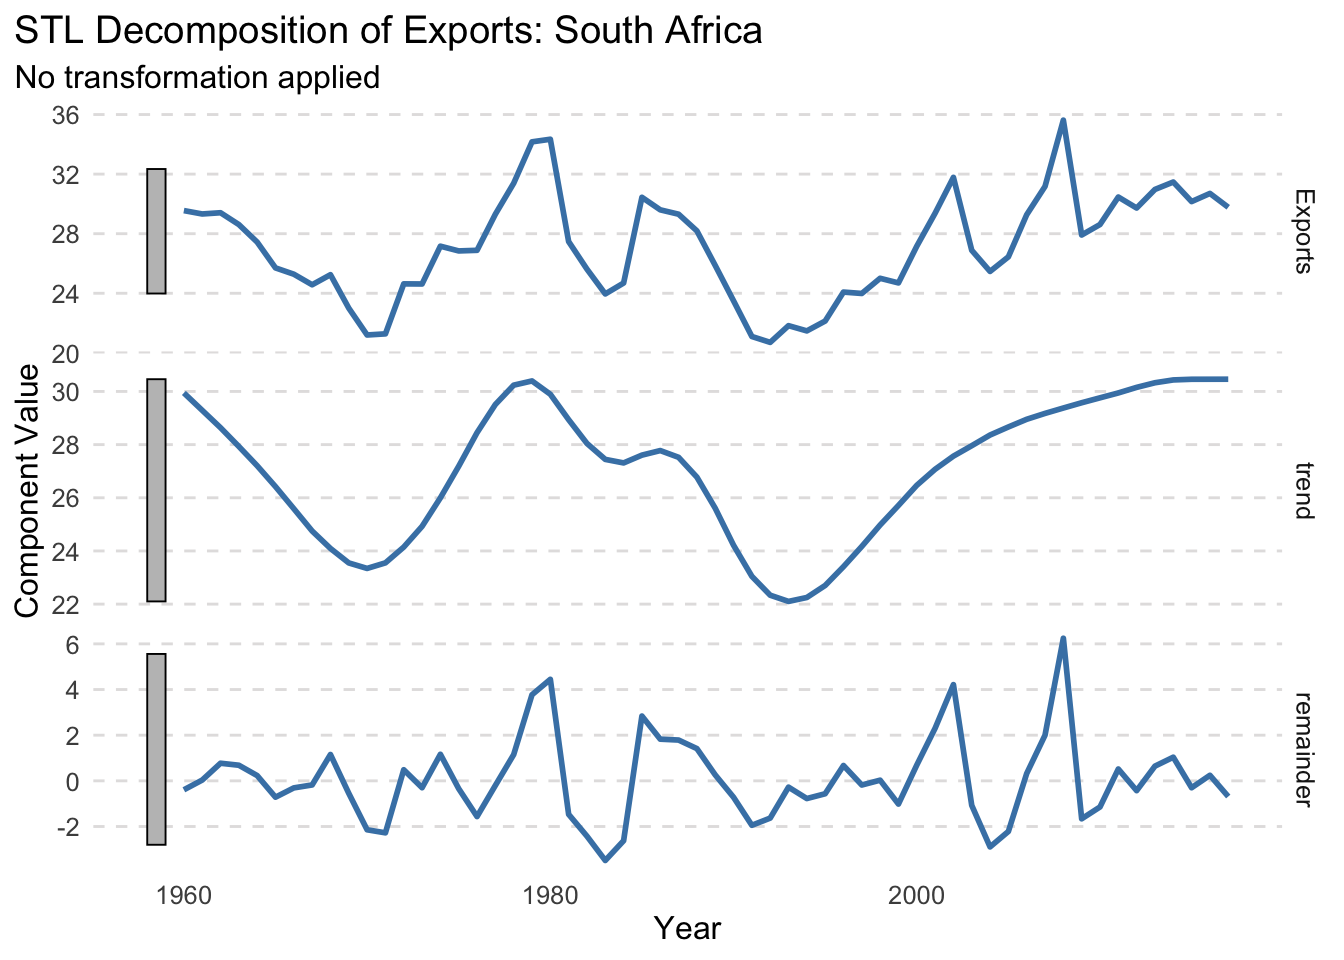 STL Decomposition of Exports: South Africa
No transformation applied
36
32
28
24
20
Exports
30
28
26
24
22
trend
6
4
2
0
-2
remainder
Component Value
1960
1980
2000
Year